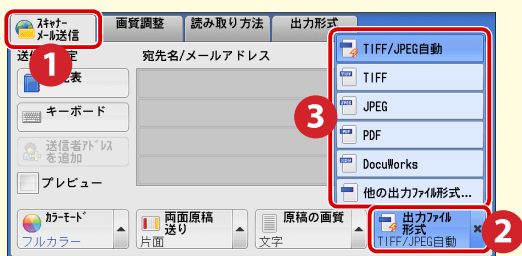 スキャナー
メール送信
画質調整
読み取り方法
出力形式
1
宛先名/メールアドレス
表
キーボード
送信者アドレス
を追加
プレビュー
3
TIFF/JPEG自動
TIFF
JPEG
PDF
DocuWorks
他の出力ファイル形式...
カラーモード
フルカラー
両面原稿
送り
片面
原稿の画質
文字
出力ファイル
形式
TIFF/JPEG自動
2